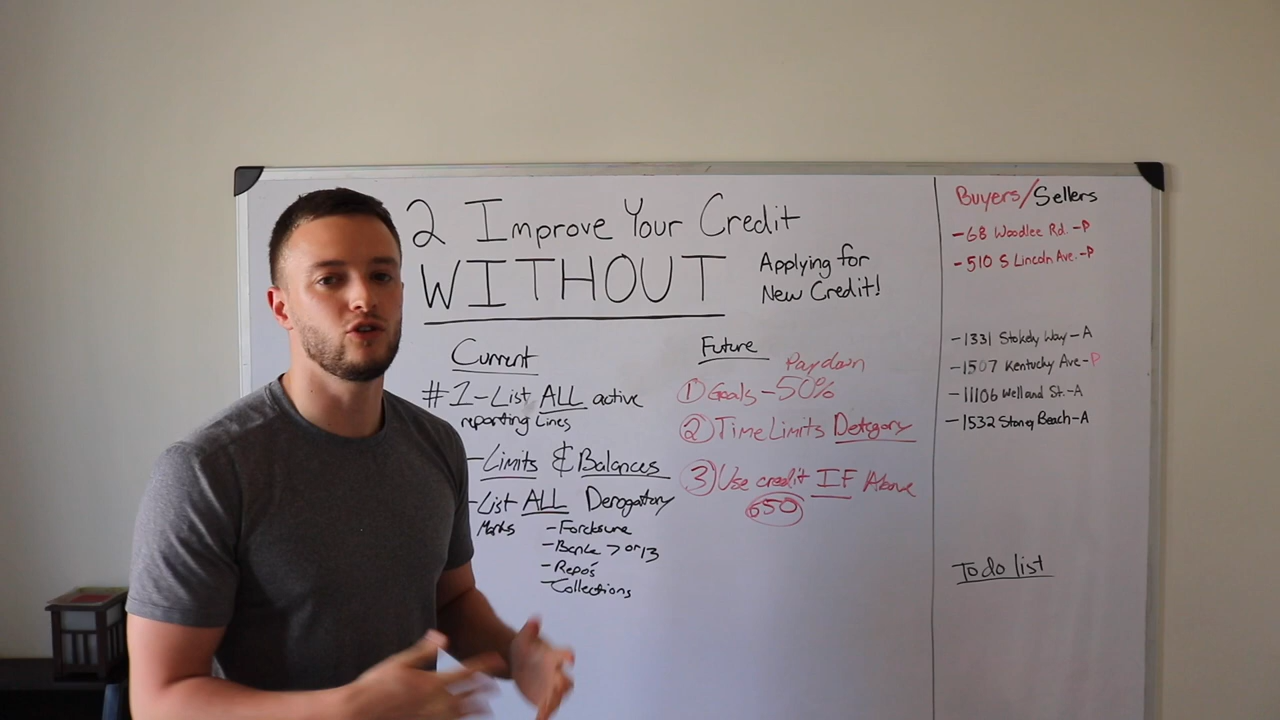 2 Improve Your Credit
WITHOUT
Applying for
New Credit!
Current
#1-List ALL active
reporting Lines
-Limits & Balances
-List ALL Derogatory
Marks
-Foreclosure
-Bank 7 or 13
-Repo's
-Collections
Future
Paydown
① Goals - 50%
② Time Limits Detegory
③ Use credit IF Above
650
Buyers/Sellers
-68 Woodlee Rd. -P
-510 S Lincoln Ave. -P
-1331 Stokely Way - A
-1507 Kentucky Ave - P
-11106 Welland St. - A
-1532 Stoney Beach - A
To do list